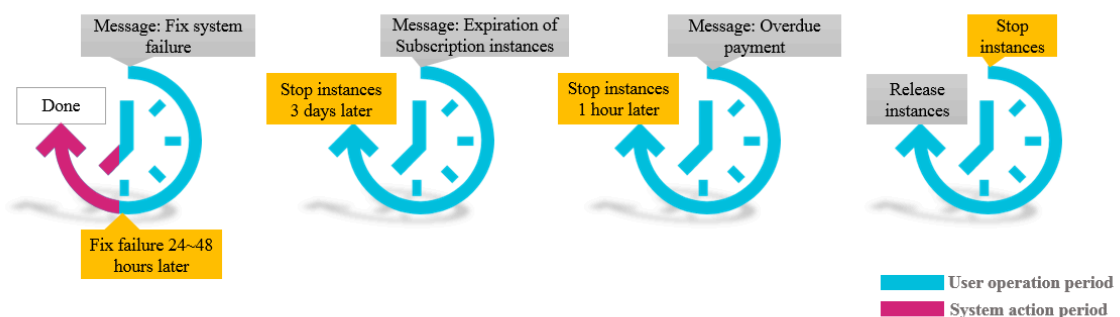 Message: Fix system
failure
Done
Fix failure 24~48
hours later
Message: Expiration of
Subscription instances
Stop instances
3 days later
Message: Overdue
payment
Stop instances
1 hour later
Stop
instances
Release
instances
User operation period
System action period